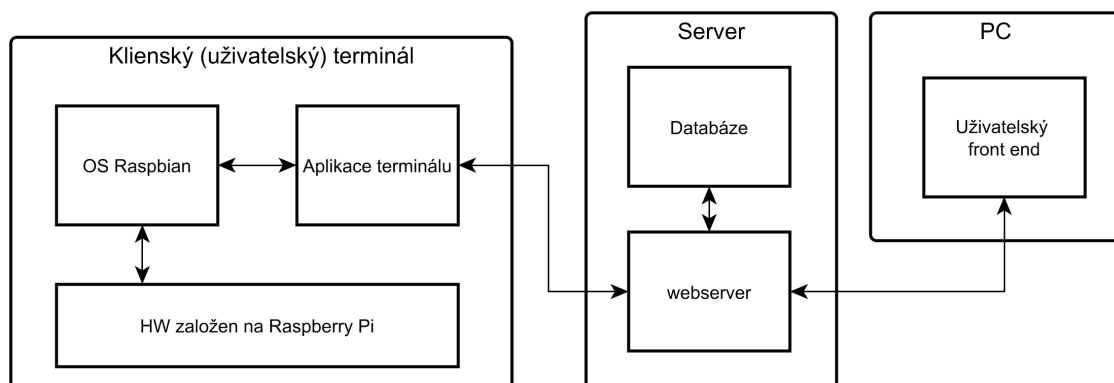 Klienský (uživatelský) terminál
OS Raspbian
Aplikace terminálu
HW založen na Raspberry Pi
Server
Databáze
webserver
PC
Uživatelský
front end